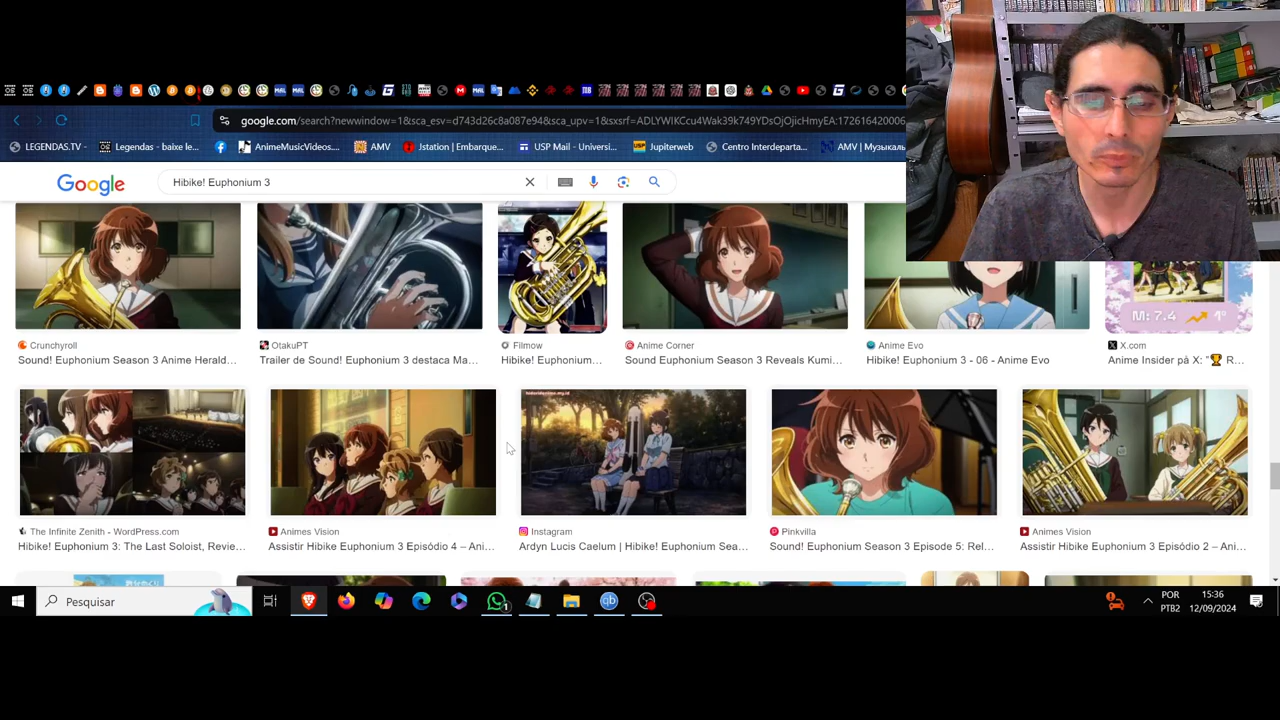 google.com/search?newwindow=1&sca_esv=d743d26c8a087e94&sca_upv=1&sxsrf=ADLYWIKCcu4Wak39k749YDsOjOjicHmyEA:172616420006
LEGENDAS.TV -
Legendas - baixe le...
AnimeMusicVideos....
AMV
Jstation | Embarque...
USP Mail - Universi...
Jupiterweb
Centro Interdeparta...
AMV | Музыкаль
Google
Hibike! Euphonium 3
M: 7.4
1º
Crunchyroll
Sound! Euphonium Season 3 Anime Herald...
OtakuPT
Trailer de Sound! Euphonium 3 destaca Ma...
Filmow
Hibike! Euphonium...
Anime Corner
Sound Euphonium Season 3 Reveals Kumi...
Anime Evo
Hibike! Euphonium 3 - 06 - Anime Evo
X.com
Anime Insider på X: "🏆 R...
The Infinite Zenith - WordPress.com
Hibike! Euphonium 3: The Last Soloist, Revie...
Animes Vision
Assistir Hibike Euphonium 3 Episódio 4 – Ani...
Instagram
Ardyn Lucis Caelum | Hibike! Euphonium Sea...
Pinkvilla
Sound! Euphonium Season 3 Episode 5: Rel...
Animes Vision
Assistir Hibike Euphonium 3 Episódio 2 – Ani...
Pesquisar
1
POR
PTB2
15:36
12/09/2024